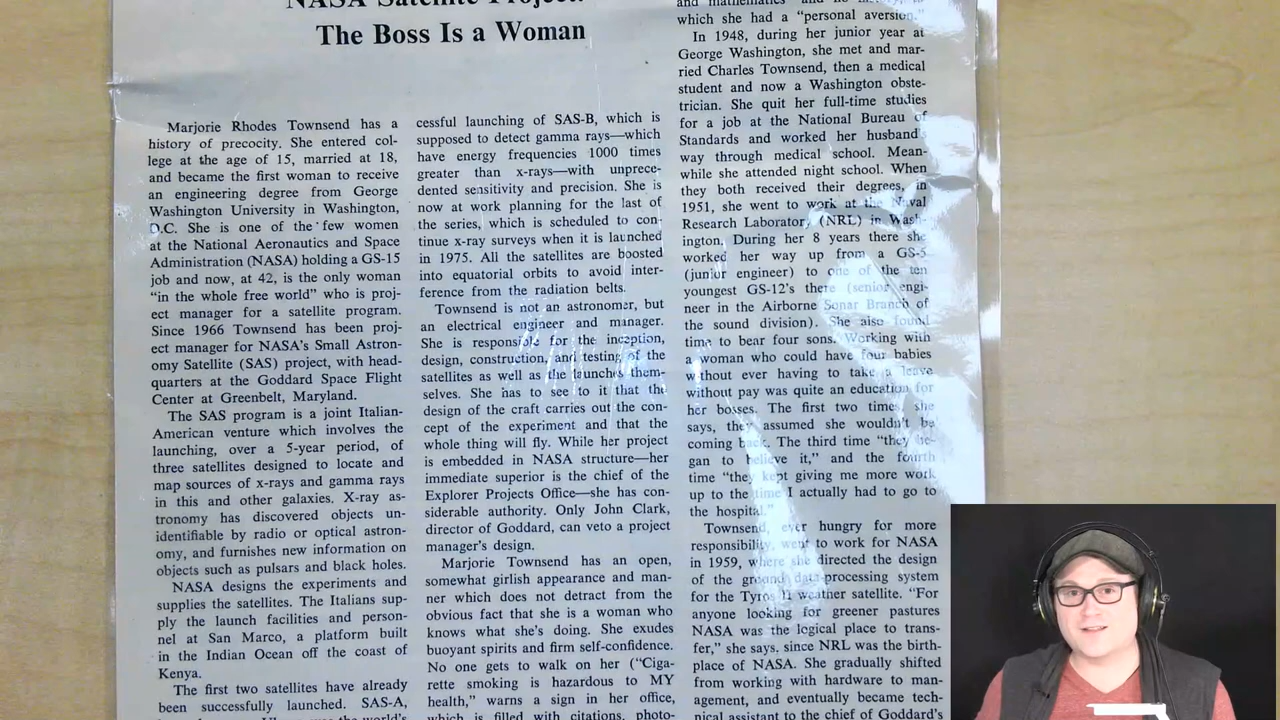 NASA Satellite Project:
The Boss Is a Woman
Marjorie Rhodes Townsend has a
history of precocity. She entered col-
lege at the age of 15, married at 18,
and became the first woman to receive
an engineering degree from George
Washington University in Washington,
D.C. She is one of the few women
at the National Aeronautics and Space
Administration (NASA) holding a GS-15
job and now, at 42, is the only woman
“in the whole free world” who is proj-
ect manager for a satellite program.
Since 1966 Townsend has been proj-
ect manager for NASA's Small Astron-
omy Satellite (SAS) project, with head-
quarters at the Goddard Space Flight
Center at Greenbelt, Maryland.
The SAS program is a joint Italian-
American venture which involves the
launching, over a 5-year period, of
three satellites designed to locate and
map sources of x-rays and gamma rays
in this and other galaxies. X-ray as-
tronomy has discovered objects un-
identifiable by radio or optical astron-
omy, and furnishes new information on
objects such as pulsars and black holes.
NASA designs the experiments and
supplies the satellites. The Italians sup-
ply the launch facilities and person-
nel at San Marco, a platform built
in the Indian Ocean off the coast of
Kenya.
The first two satellites have already
been successfully launched. SAS-A,
was the world's
cessful launching of SAS-B, which is
supposed to detect gamma rays—which
have energy frequencies 1000 times
greater than x-rays—with unprece-
dented sensitivity and precision. She is
now at work planning for the last of
the series, which is scheduled to con-
tinue x-ray surveys when it is launched
in 1975. All the satellites are boosted
into equatorial orbits to avoid inter-
ference from the radiation belts.
Townsend is not an astronomer, but
an electrical engineer and manager.
She is responsible for the inception,
design, construction, and testing of the
satellites as well as the launches them-
selves. She has to see to it that the
design of the craft carries out the con-
cept of the experiment and that the
whole thing will fly. While her project
is embedded in NASA structure—her
immediate superior is the chief of the
Explorer Projects Office—she has con-
siderable authority. Only John Clark,
director of Goddard, can veto a project
manager's design.
Marjorie Townsend has an open,
somewhat girlish appearance and man-
ner which does not detract from the
obvious fact that she is a woman who
knows what she's doing. She exudes
buoyant spirits and firm self-confidence.
No one gets to walk on her (“Ciga-
rette smoking is hazardous to MY
health,” warns a sign in her office,
which is filled with citations, photo-
and mathematics and no history, to
which she had a “personal aversion.”
In 1948, during her junior year at
George Washington, she met and mar-
ried Charles Townsend, then a medical
student and now a Washington obste-
trician. She quit her full-time studies
for a job at the National Bureau of
Standards and worked her husband's
way through medical school. Mean-
while she attended night school. When
they both received their degrees, in
1951, she went to work at the Naval
Research Laboratory (NRL) in Wash-
ington. During her 8 years there she
worked her way up from a GS-5
(junior engineer) to one of the ten
youngest GS-12's there (senior engi-
neer in the Airborne Sonar Branch of
the sound division). She also found
time to bear four sons. Working with
a woman who could have four babies
without ever having to take a leave
without pay was quite an education for
her bosses. The first two times, she
says, they assumed she wouldn't be
coming back. The third time “they be-
gan to believe it,” and the fourth
time “they kept giving me more work
up to the time I actually had to go to
the hospital.”
Townsend, ever hungry for more
responsibility, went to work for NASA
in 1959, where she directed the design
of the ground data-processing system
for the Tyros II weather satellite. “For
anyone looking for greener pastures
NASA was the logical place to trans-
fer,” she says, since NRL was the birth-
place of NASA. She gradually shifted
from working with hardware to man-
agement, and eventually became tech-
nical assistant to the chief of Goddard's